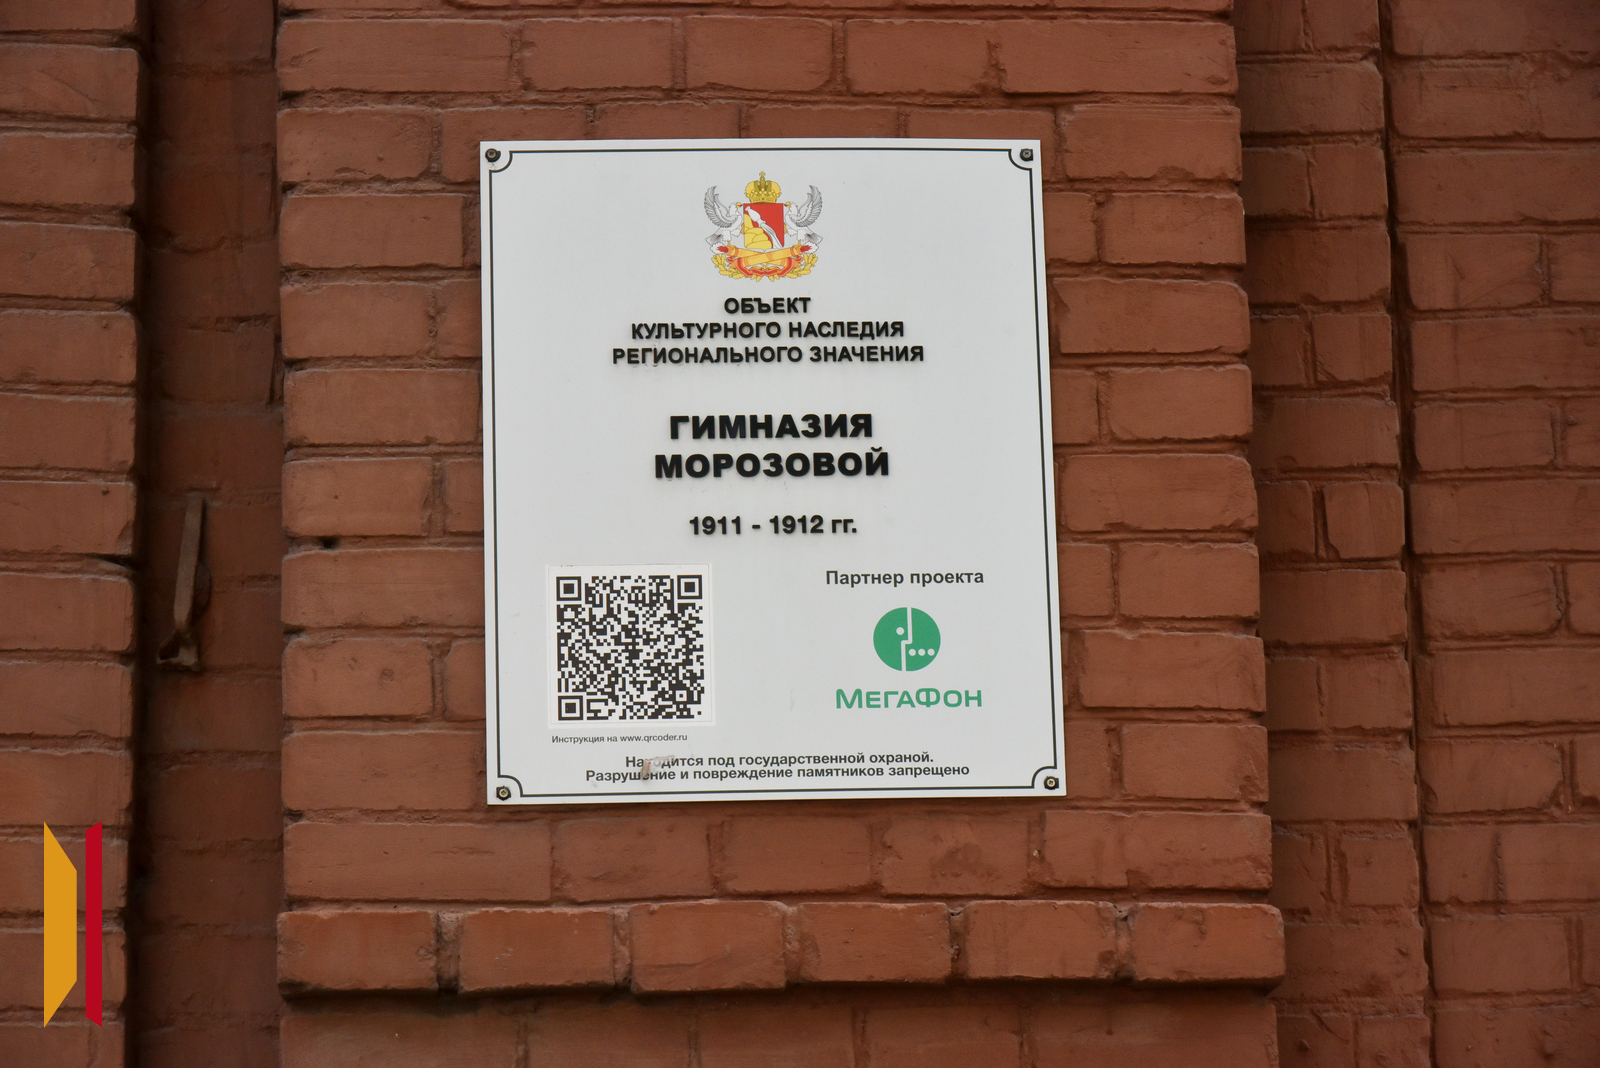 ОБЪЕКТ
КУЛЬТУРНОГО НАСЛЕДИЯ
РЕГИОНАЛЬНОГО ЗНАЧЕНИЯ
ГИМНАЗИЯ
МОРОЗОВОЙ
1911 - 1912 гг.
Партнер проекта
МЕГАФОН
Инструкция на www.qrcoder.ru
Находится под государственной охраной.
Разрушение и повреждение памятников запрещено